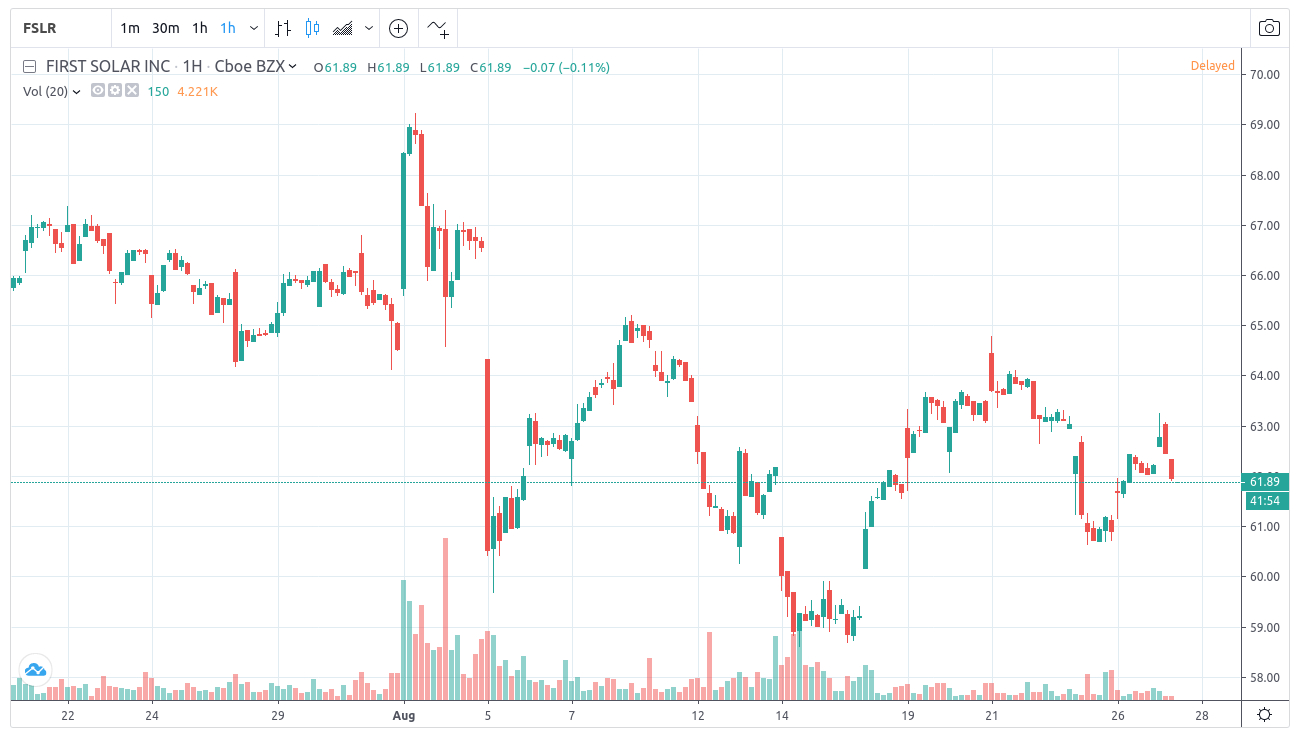 FSLR 1m 30m 1h 1h
FIRST SOLAR INC · 1H · Cboe BZX O61.89 H61.89 L61.89 C61.89 −0.07 (−0.11%)
Delayed
Vol (20) 150 4.221K
70.00
69.00
68.00
67.00
66.00
65.00
64.00
63.00
61.89
41:54
61.00
60.00
59.00
58.00
22 24 29 Aug 5 7 12 14 19 21 26 28